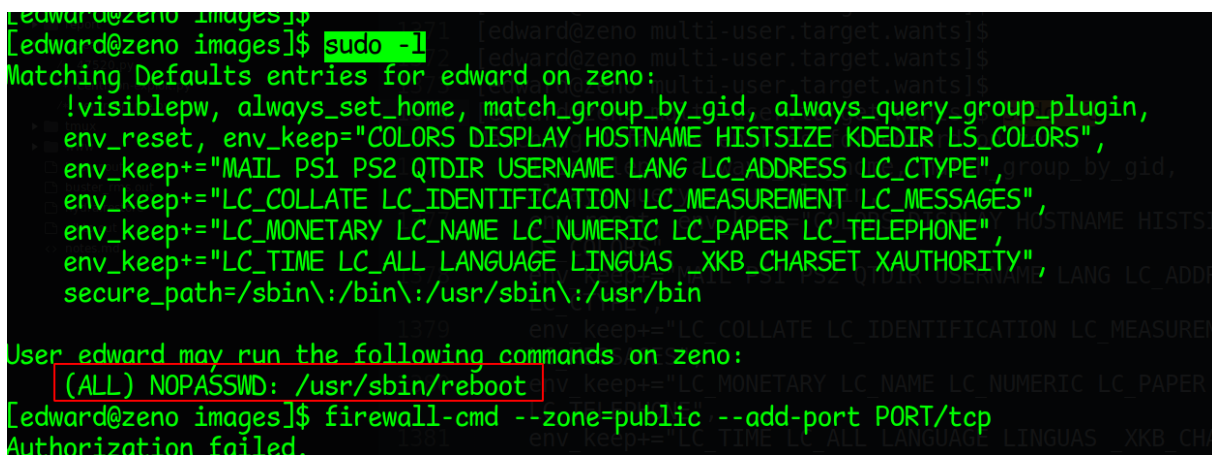 [edward@zeno images]$
[edward@zeno images]$ sudo -l
Matching Defaults entries for edward on zeno:
    !visiblepw, always_set_home, match_group_by_gid, always_query_group_plugin,
    env_reset, env_keep="COLORS DISPLAY HOSTNAME HISTSIZE KDEDIR LS_COLORS",
    env_keep+="MAIL PS1 PS2 QTDIR USERNAME LANG LC_ADDRESS LC_CTYPE",
    env_keep+="LC_COLLATE LC_IDENTIFICATION LC_MEASUREMENT LC_MESSAGES",
    env_keep+="LC_MONETARY LC_NAME LC_NUMERIC LC_PAPER LC_TELEPHONE",
    env_keep+="LC_TIME LC_ALL LANGUAGE LINGUAS _XKB_CHARSET XAUTHORITY",
    secure_path=/sbin\:/bin\:/usr/sbin\:/usr/bin
User edward may run the following commands on zeno:
    (ALL) NOPASSWD: /usr/sbin/reboot
[edward@zeno images]$ firewall-cmd --zone=public --add-port PORT/tcp
Authorization failed.